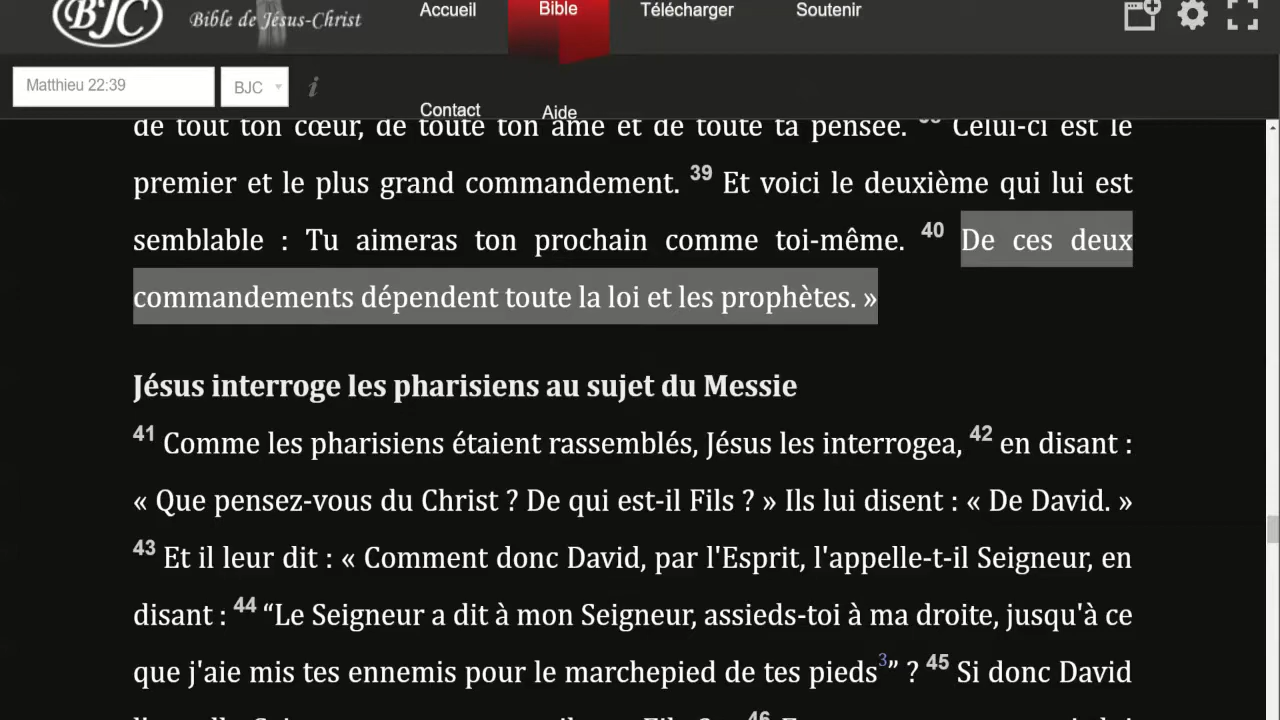 BJC Bible de Jésus-Christ Accueil Bible Télécharger Soutenir
Matthieu 22:39 BJC i Contact Aide
de tout ton cœur, de toute ton âme et de toute ta pensée. Celui-ci est le
premier et le plus grand commandement. 39 Et voici le deuxième qui lui est
semblable : Tu aimeras ton prochain comme toi-même. 40 De ces deux
commandements dépendent toute la loi et les prophètes. »
Jésus interroge les pharisiens au sujet du Messie
41 Comme les pharisiens étaient rassemblés, Jésus les interrogea, 42 en disant :
« Que pensez-vous du Christ ? De qui est-il Fils ? » Ils lui disent : « De David. »
43 Et il leur dit : « Comment donc David, par l'Esprit, l'appelle-t-il Seigneur, en
disant : 44 “Le Seigneur a dit à mon Seigneur, assieds-toi à ma droite, jusqu'à ce
que j'aie mis tes ennemis pour le marchepied de tes pieds3” ? 45 Si donc David
46